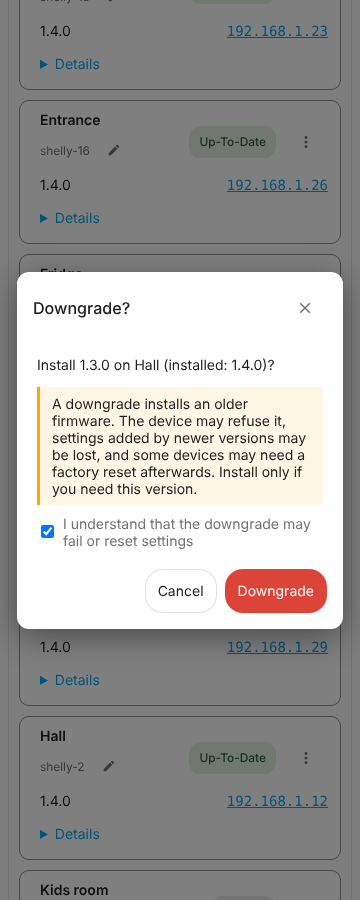 1.4.0
192.168.1.23
Details
Entrance
shelly-16
Up-To-Date
1.4.0
192.168.1.26
Details
Downgrade?
Install 1.3.0 on Hall (installed: 1.4.0)?
A downgrade installs an older
firmware. The device may refuse it,
settings added by newer versions may
be lost, and some devices may need a
factory reset afterwards. Install only if
you need this version.
I understand that the downgrade may
fail or reset settings
Cancel
Downgrade
1.4.0
192.168.1.29
Details
Hall
shelly-2
Up-To-Date
1.4.0
192.168.1.12
Details
Kids room